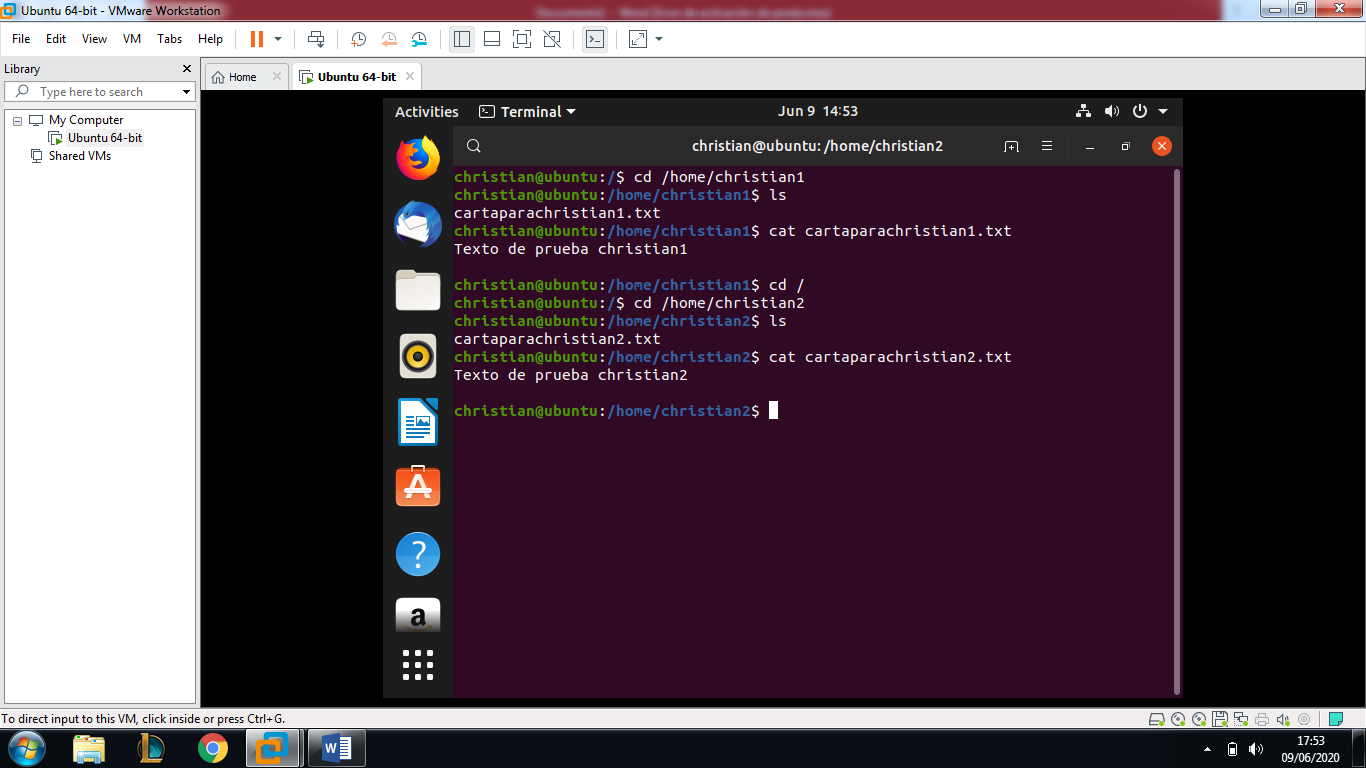 Ubuntu 64-bit - VMware Workstation
File Edit View VM Tabs Help
Library
Type here to search
My Computer
Ubuntu 64-bit
Shared VMs
Home
Ubuntu 64-bit
Activities Terminal Jun 9 14:53
christian@ubuntu: /home/christian2
christian@ubuntu:/$ cd /home/christian1
christian@ubuntu:/home/christian1$ ls
cartaparachristian1.txt
christian@ubuntu:/home/christian1$ cat cartaparachristian1.txt
Texto de prueba christian1
christian@ubuntu:/home/christian1$ cd /
christian@ubuntu:/$ cd /home/christian2
christian@ubuntu:/home/christian2$ ls
cartaparachristian2.txt
christian@ubuntu:/home/christian2$ cat cartaparachristian2.txt
Texto de prueba christian2
christian@ubuntu:/home/christian2$
To direct input to this VM, click inside or press Ctrl+G.
17:53
09/06/2020